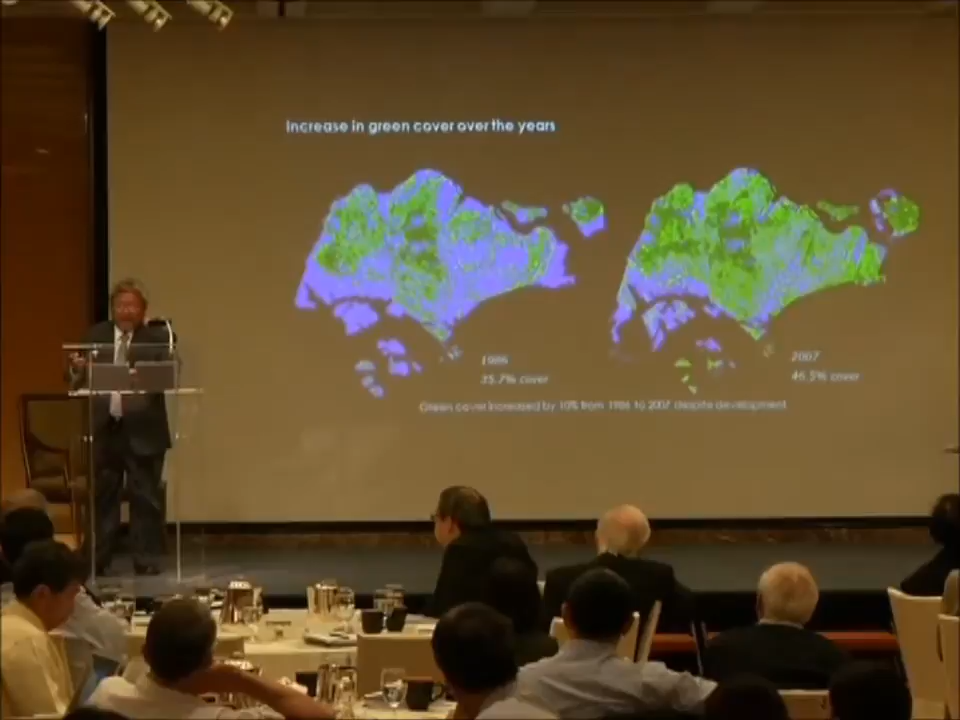 Increase in green cover over the years
1986
35.7% cover
2007
46.5% cover
Green cover increased by 10% from 1986 to 2007 despite development